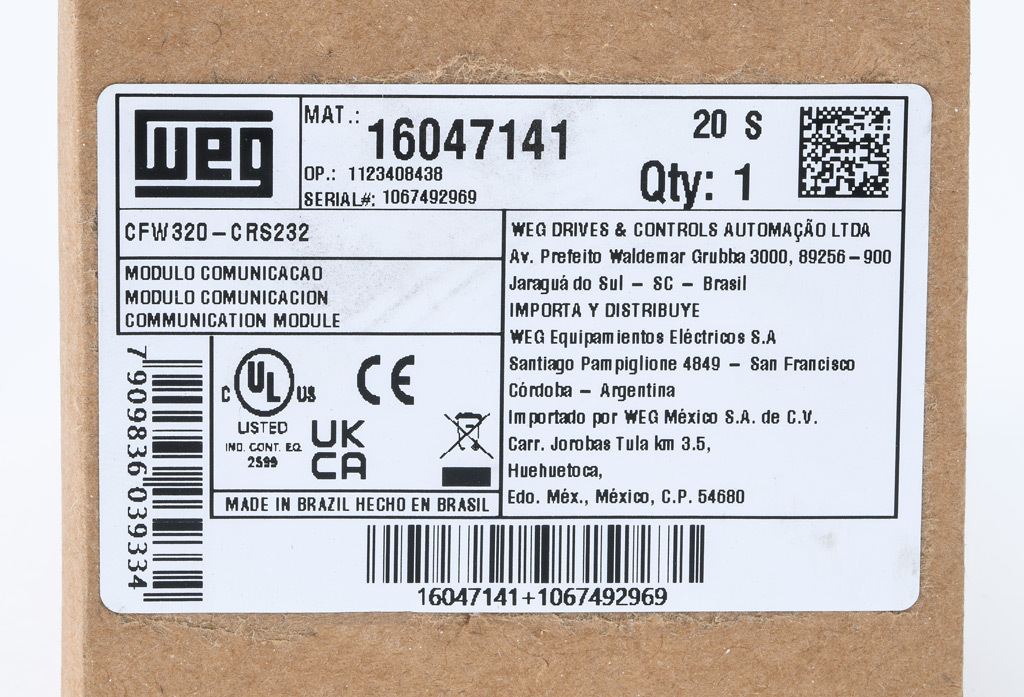 weg
MAT.: 16047141
20 S
Qty: 1
OP.: 1123408438
SERIAL#: 1067492969
CFW320-CRS232
MODULO COMUNICACAO
MODULO COMUNICACION
COMMUNICATION MODULE
WEG DRIVES & CONTROLS AUTOMAÇÃO LTDA
Av. Prefeito Waldemar Grubba 3000, 89256-900
Jaraguá do Sul - SC - Brasil
IMPORTA Y DISTRIBUYE
WEG Equipamientos Eléctricos S.A
Santiago Pampiglione 4849 - San Francisco
Córdoba - Argentina
Importado por WEG México S.A. de C.V.
Carr. Jorobas Tula km 3.5,
Huehuetoca,
Edo. Méx., México, C.P. 54680
7 909836 039334
C UL US
LISTED
IND. CONT. EQ.
2S99
CE
UK
CA
MADE IN BRAZIL HECHO EN BRASIL
16047141+1067492969